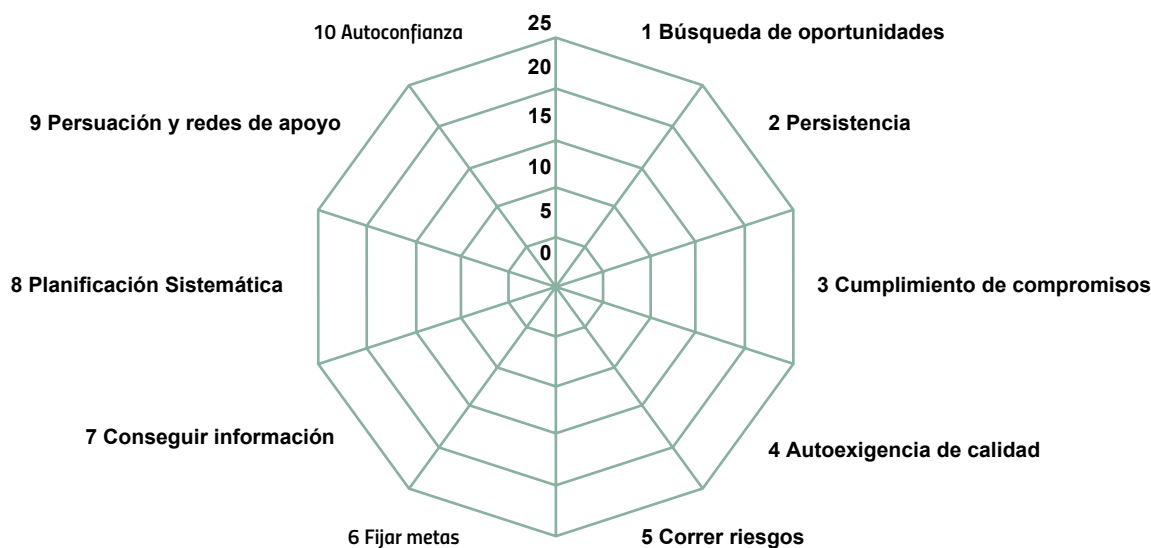 25
20
15
10
5
0
1 Búsqueda de oportunidades
2 Persistencia
3 Cumplimiento de compromisos
4 Autoexigencia de calidad
5 Correr riesgos
6 Fijar metas
7 Conseguir información
8 Planificación Sistemática
9 Persuación y redes de apoyo
10 Autoconfianza